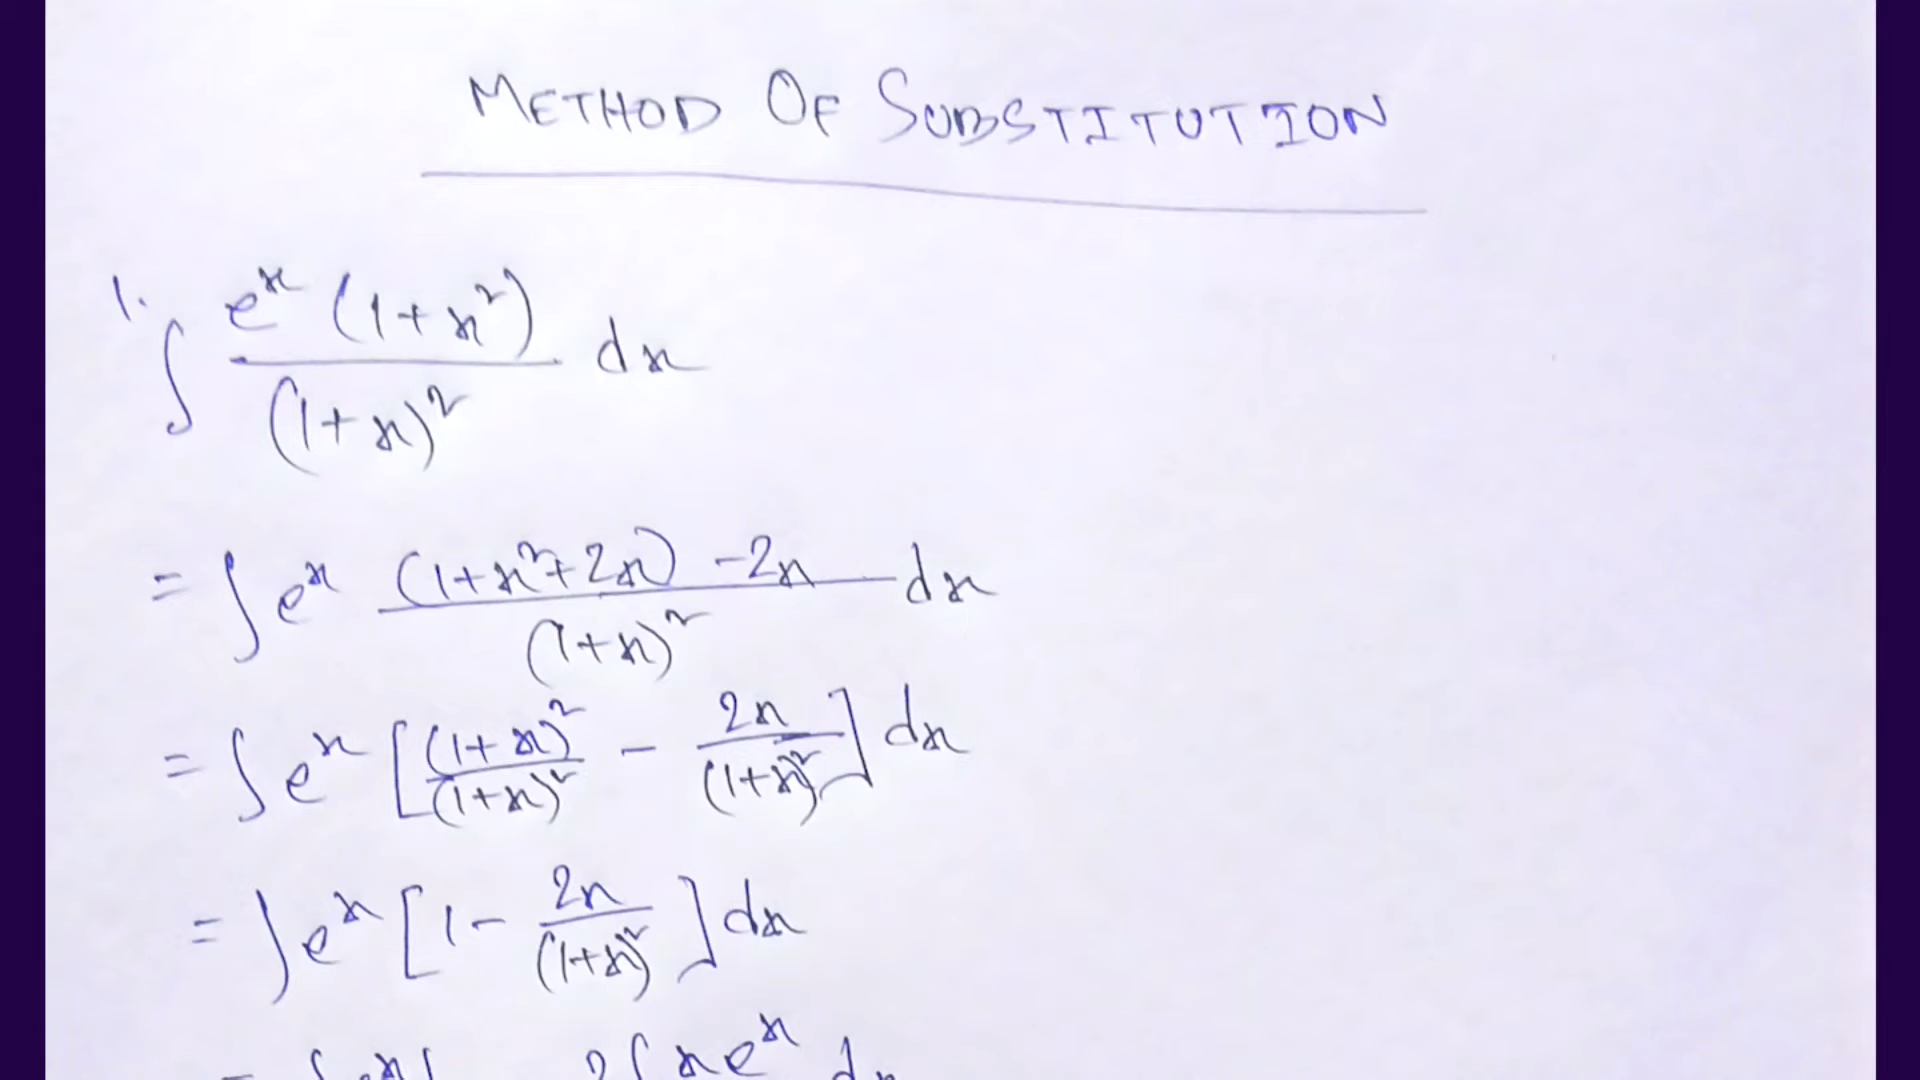 METHOD OF SUBSTITUTION
1. ∫ eˣ (1+x²) / (1+x)² dx
= ∫ eˣ (1+x²+2x) -2x / (1+x)² dx
= ∫ eˣ [ (1+x)² / (1+x)² - 2x / (1+x)² ] dx
= ∫ eˣ [ 1 - 2x / (1+x)² ] dx